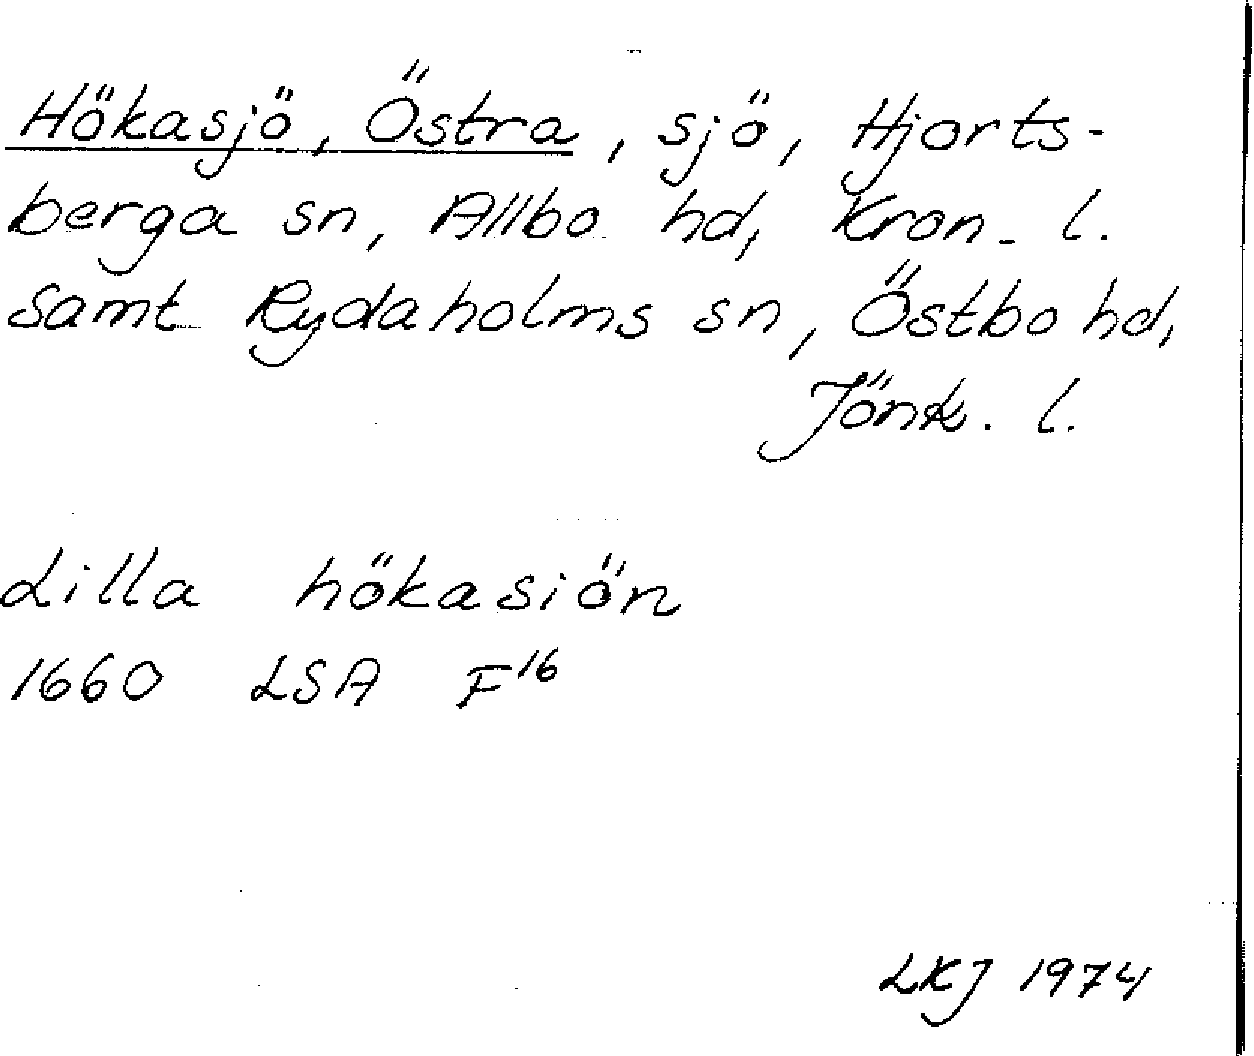 Hökasjö, Östra, sjö, Hjorts-
berga sn, Allbo hd, Kron. l.
samt Rydaholms sn, Östbo hd,
Jönk. l.
Lilla hökasiön
1660 LSA F¹⁶
LKJ 1974